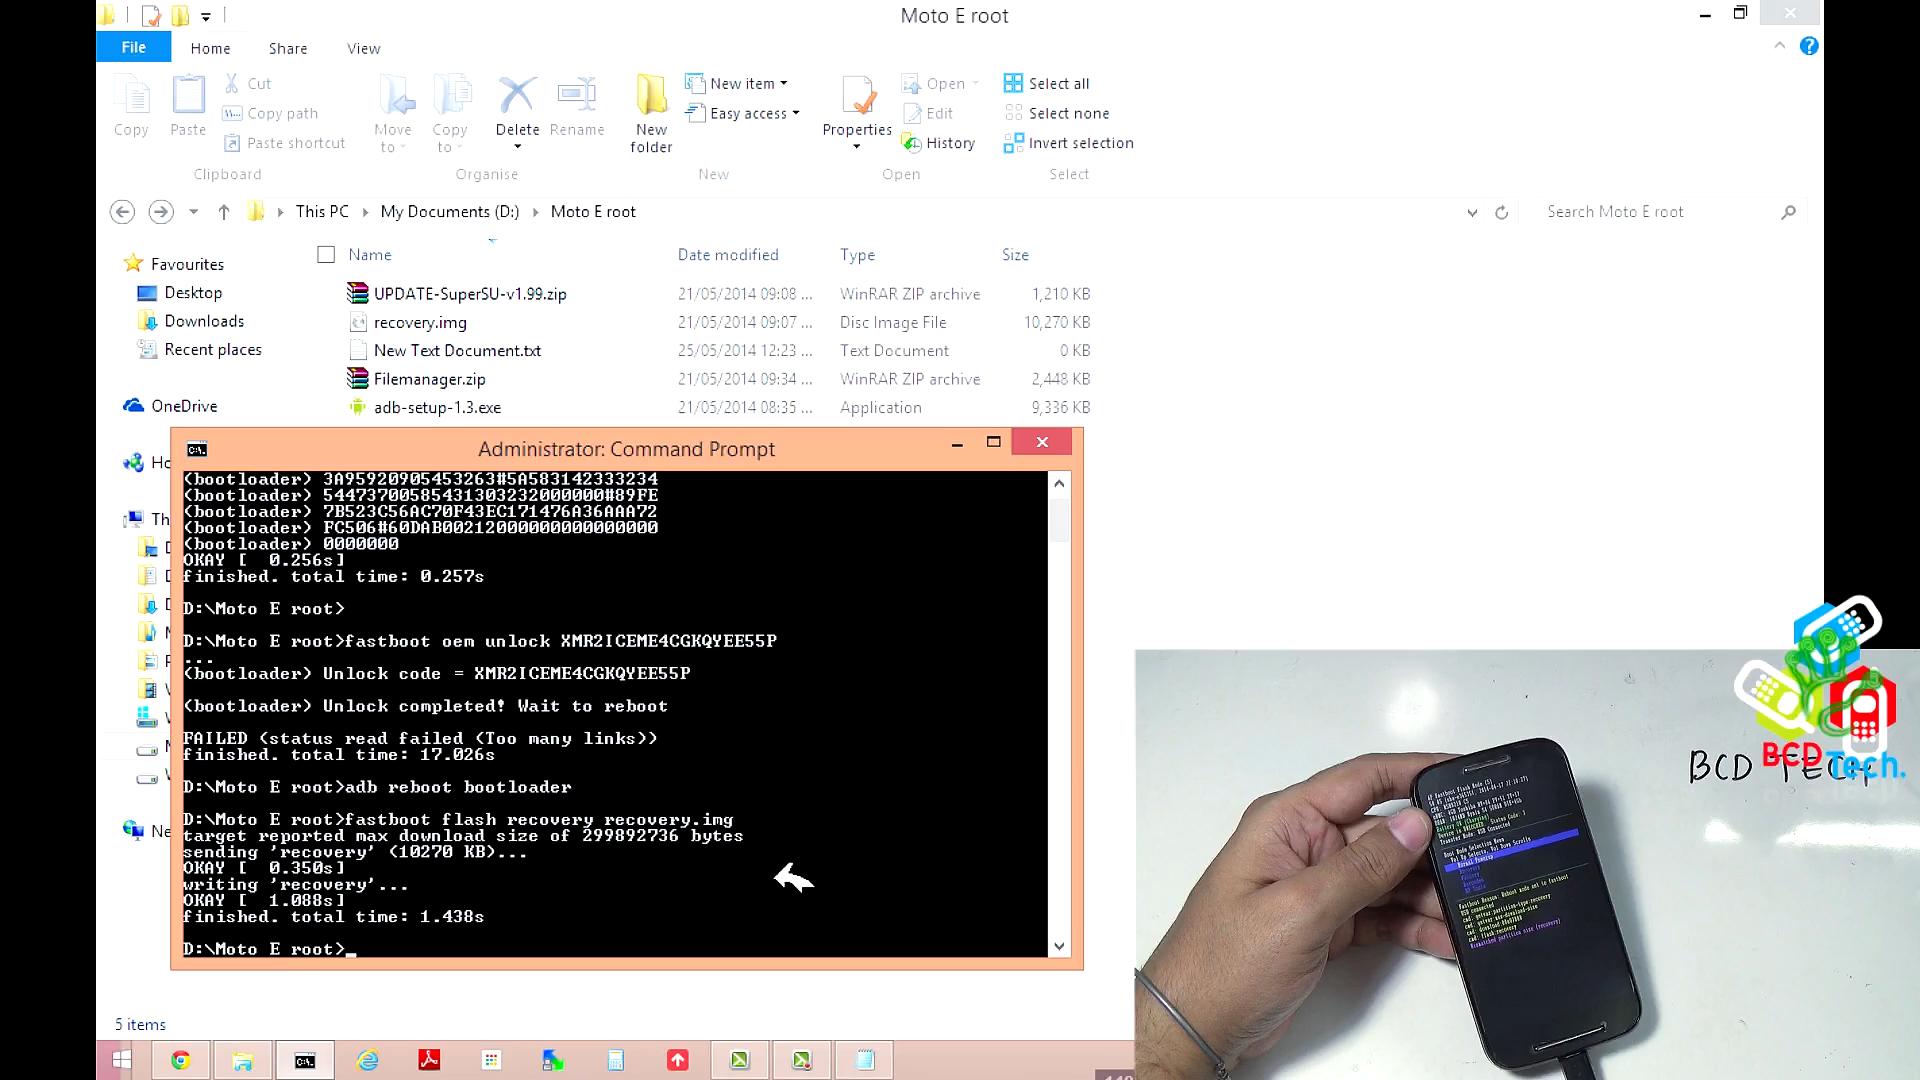 Moto E root
File Home Share View
Copy
Paste
Cut
Copy path
Paste shortcut
Clipboard
Move to
Copy to
Delete
Rename
Organise
New folder
New item
Easy access
New
Properties
Open
Edit
History
Open
Select all
Select none
Invert selection
Select
This PC My Documents (D:) Moto E root
Search Moto E root
Name Date modified Type Size
Favourites
Desktop
Downloads
Recent places
OneDrive
Ho
Th
Ne
UPDATE-SuperSU-v1.99.zip 21/05/2014 09:08 ... WinRAR ZIP archive 1,210 KB
recovery.img 21/05/2014 09:07 ... Disc Image File 10,270 KB
New Text Document.txt 25/05/2014 12:23 ... Text Document 0 KB
Filemanager.zip 21/05/2014 09:34 ... WinRAR ZIP archive 2,448 KB
adb-setup-1.3.exe 21/05/2014 08:35 ... Application 9,336 KB
Administrator: Command Prompt
(bootloader) 3A95920905453263#5A583142333234
(bootloader) 54473700585431303232000000#89FE
(bootloader) 7B523C56AC70F43EC171476A36AAA72
(bootloader) FC506#60DAB00212000000000000000
(bootloader) 0000000
OKAY [  0.256s]
finished. total time: 0.257s
D:\Moto E root>
D:\Moto E root>fastboot oem unlock XMR2ICEME4CGKQYEE55P
...
(bootloader) Unlock code = XMR2ICEME4CGKQYEE55P
(bootloader) Unlock completed! Wait to reboot
FAILED (status read failed (Too many links))
finished. total time: 17.026s
D:\Moto E root>adb reboot bootloader
D:\Moto E root>fastboot flash recovery recovery.img
target reported max download size of 299892736 bytes
sending 'recovery' (10270 KB)...
OKAY [  0.350s]
writing 'recovery'...
OKAY [  1.088s]
finished. total time: 1.438s
D:\Moto E root>_
5 items
BCD TECH
BCD Tech.